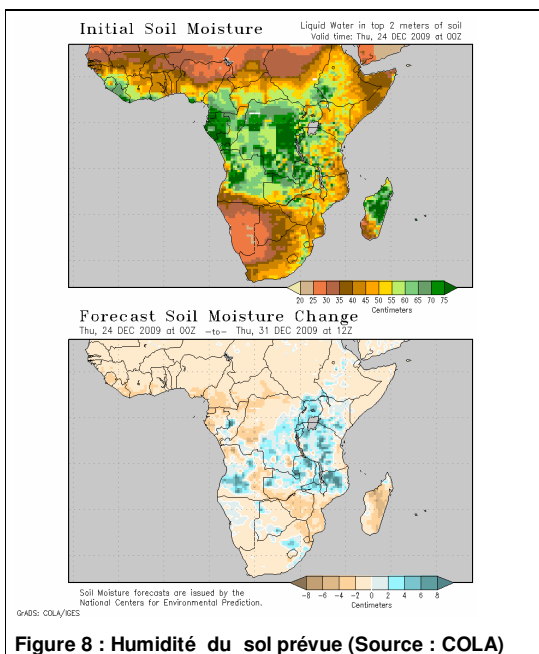 Initial Soil Moisture
Liquid Water in top 2 meters of soil
Valid time: Thu, 24 DEC 2009 at 00Z
20 25 30 35 40 45 50 55 60 65 70 75
Centimeters
Forecast Soil Moisture Change
Thu, 24 DEC 2009 at 00Z -to- Thu, 31 DEC 2009 at 12Z
Soil Moisture forecasts are issued by the
National Centers for Environmental Prediction.
-8 -6 -4 -2 0 2 4 6 8
Centimeters
GrADS: COLA/IGES
Figure 8 : Humidité du sol prévue (Source : COLA)